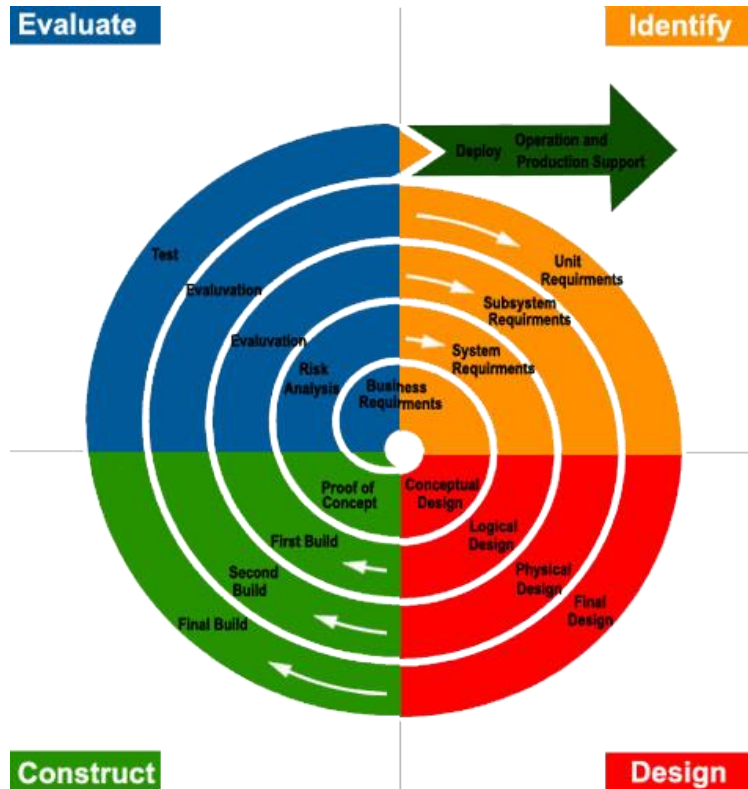 Evaluate
Identify
Deploy
Operation and
Production Support
Test
Evaluvation
Evaluvation
Risk
Analysis
Business
Requirments
Unit
Requirments
Subsystem
Requirments
System
Requirments
Proof of
Concept
Conceptual
Design
First Build
Logical
Design
Second
Build
Physical
Design
Final Build
Final
Design
Construct
Design